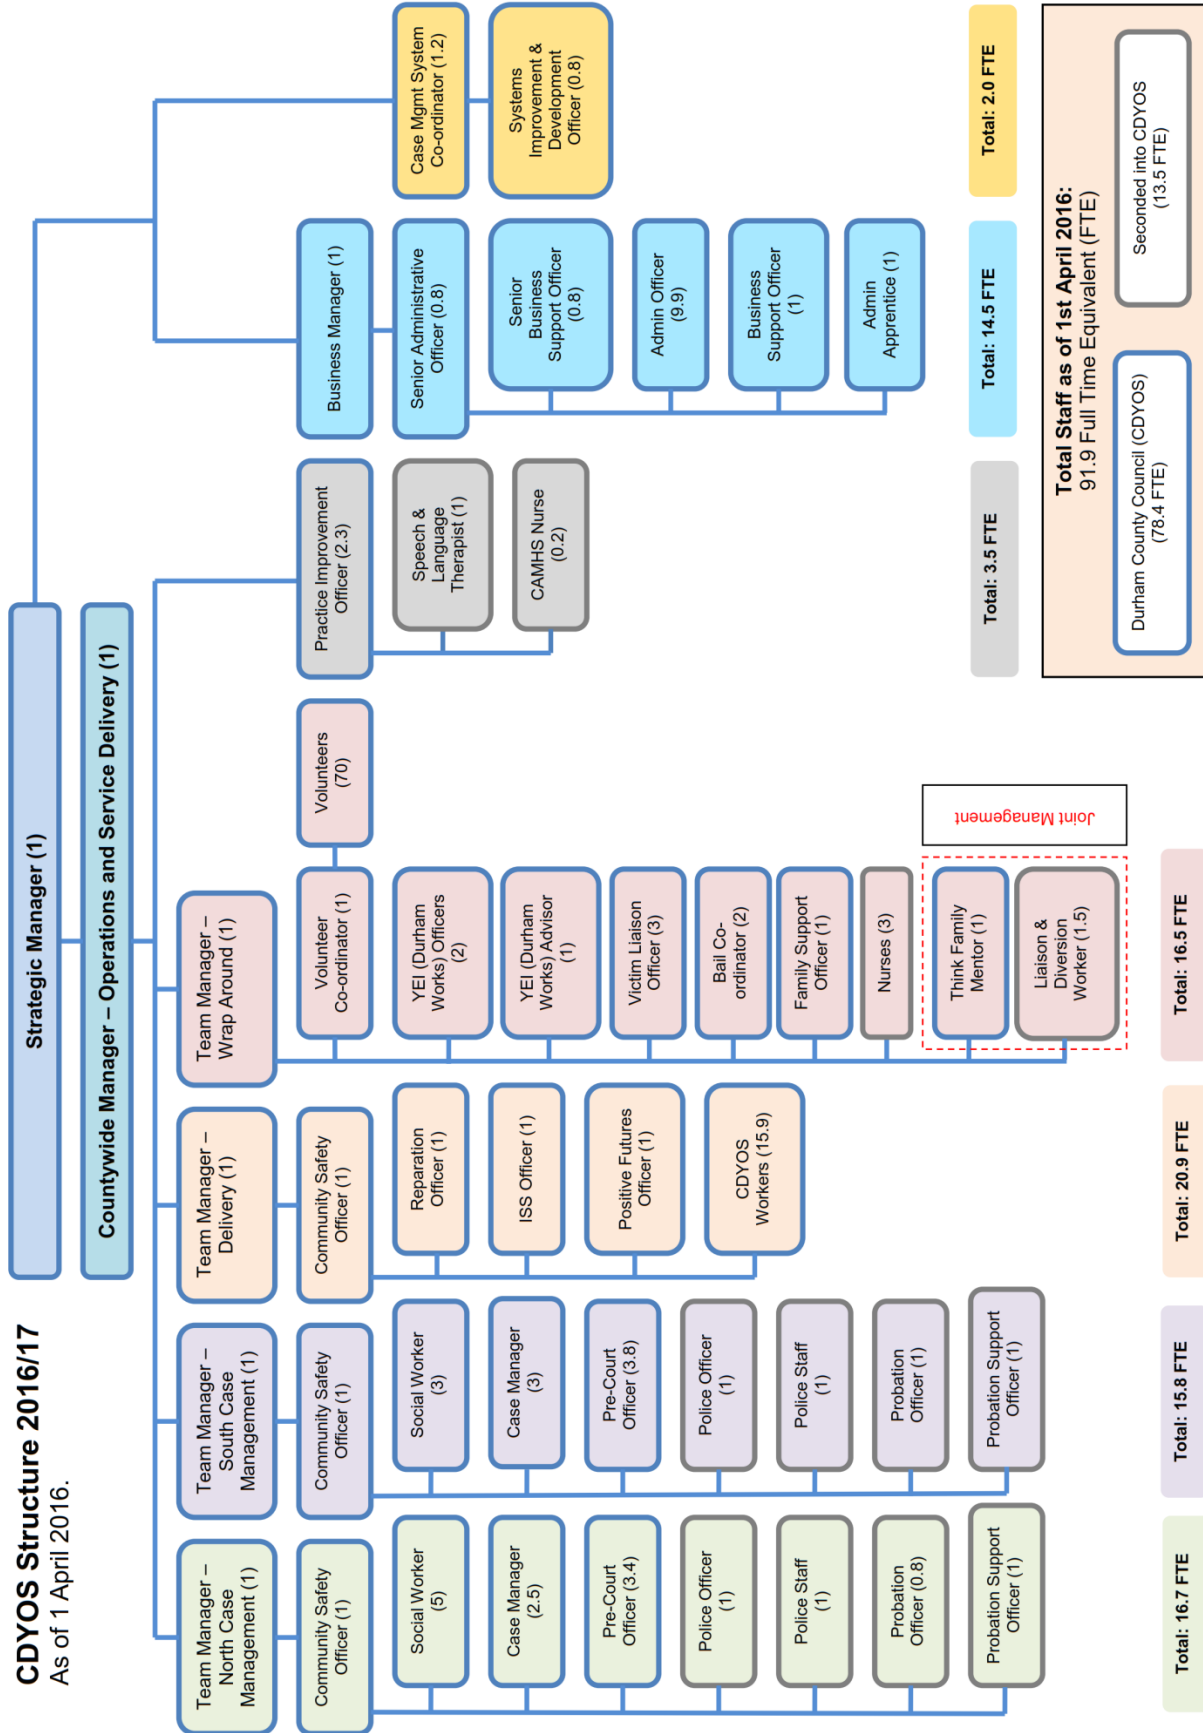 CDYOS Structure 2016/17
As of 1 April 2016.
Strategic Manager (1)
Countywide Manager – Operations and Service Delivery (1)
Team Manager –
North Case
Management (1)
Community Safety
Officer (1)
Social Worker
(5)
Case Manager
(2.5)
Pre-Court
Officer (3.4)
Police Officer
(1)
Police Staff
(1)
Probation
Officer (0.8)
Probation Support
Officer (1)
Total: 16.7 FTE
Team Manager –
South Case
Management (1)
Community Safety
Officer (1)
Social Worker
(3)
Case Manager
(3)
Pre-Court
Officer (3.8)
Police Officer
(1)
Police Staff
(1)
Probation
Officer (1)
Probation Support
Officer (1)
Total: 15.8 FTE
Team Manager –
Delivery (1)
Community Safety
Officer (1)
Reparation
Officer (1)
ISS Officer (1)
Positive Futures
Officer (1)
CDYOS
Workers (15.9)
Total: 20.9 FTE
Team Manager –
Wrap Around (1)
Volunteer
Co-ordinator (1)
Volunteers
(70)
YEI (Durham
Works) Officers
(2)
YEI (Durham
Works) Advisor
(1)
Victim Liaison
Officer (3)
Bail Co-
ordinator (2)
Family Support
Officer (1)
Nurses (3)
Think Family
Mentor (1)
Liaison &
Diversion
Worker (1.5)
Joint Management
Total: 16.5 FTE
Practice Improvement
Officer (2.3)
Speech &
Language
Therapist (1)
CAMHS Nurse
(0.2)
Total: 3.5 FTE
Business Manager (1)
Senior Administrative
Officer (0.8)
Senior
Business
Support Officer
(0.8)
Admin Officer
(9.9)
Business
Support Officer
(1)
Admin
Apprentice (1)
Total: 14.5 FTE
Case Mgmt System
Co-ordinator (1.2)
Systems
Improvement &
Development
Officer (0.8)
Total: 2.0 FTE
Total Staff as of 1st April 2016:
91.9 Full Time Equivalent (FTE)
Durham County Council (CDYOS)
(78.4 FTE)
Seconded into CDYOS
(13.5 FTE)